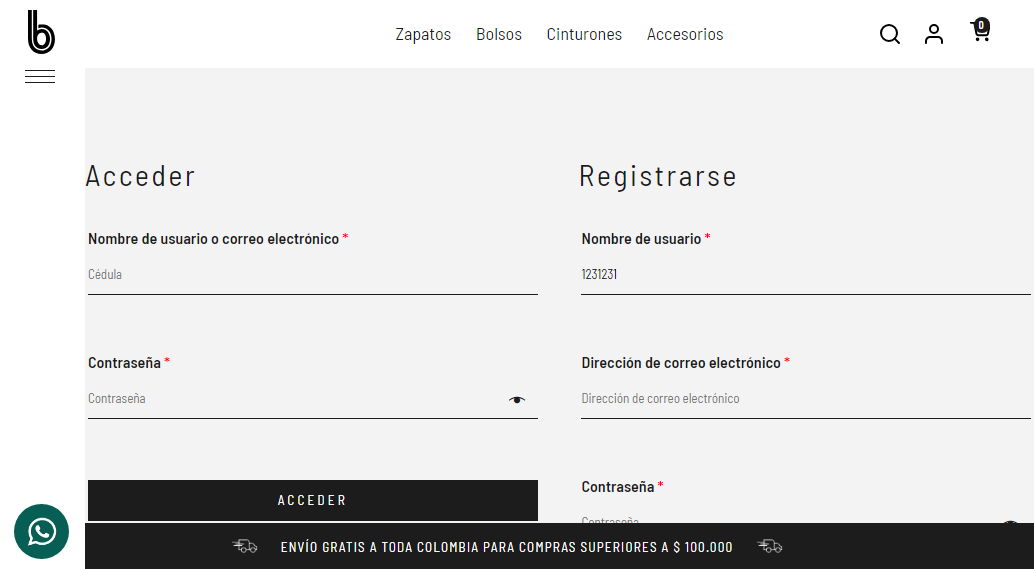 b
Zapatos Bolsos Cinturones Accesorios
0
Acceder
Nombre de usuario o correo electrónico *
Cédula
Contraseña *
Contraseña
ACCEDER
Registrarse
Nombre de usuario *
1231231
Dirección de correo electrónico *
Dirección de correo electrónico
Contraseña *
Contraseña
ENVÍO GRATIS A TODA COLOMBIA PARA COMPRAS SUPERIORES A $ 100.000